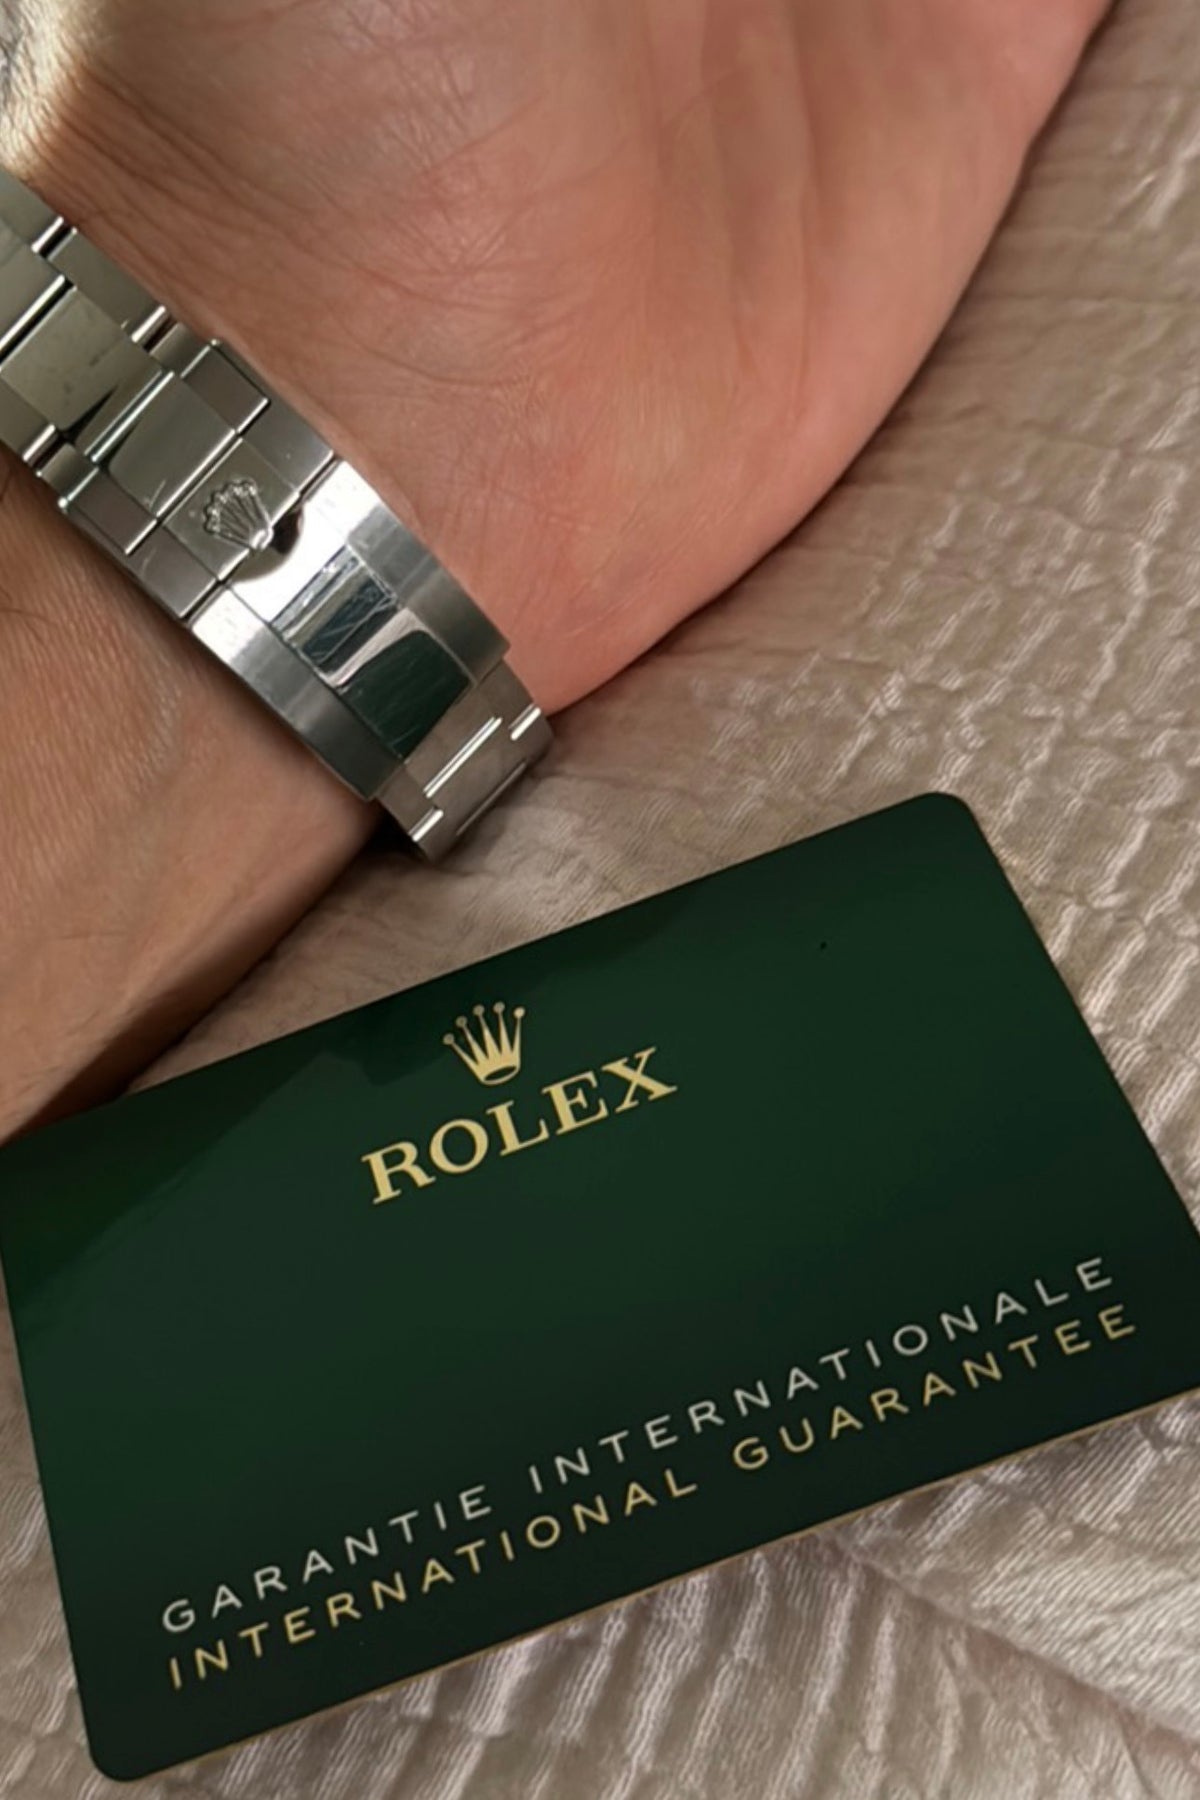 ROLEX
GARANTIE INTERNATIONALE
INTERNATIONAL GUARANTEE